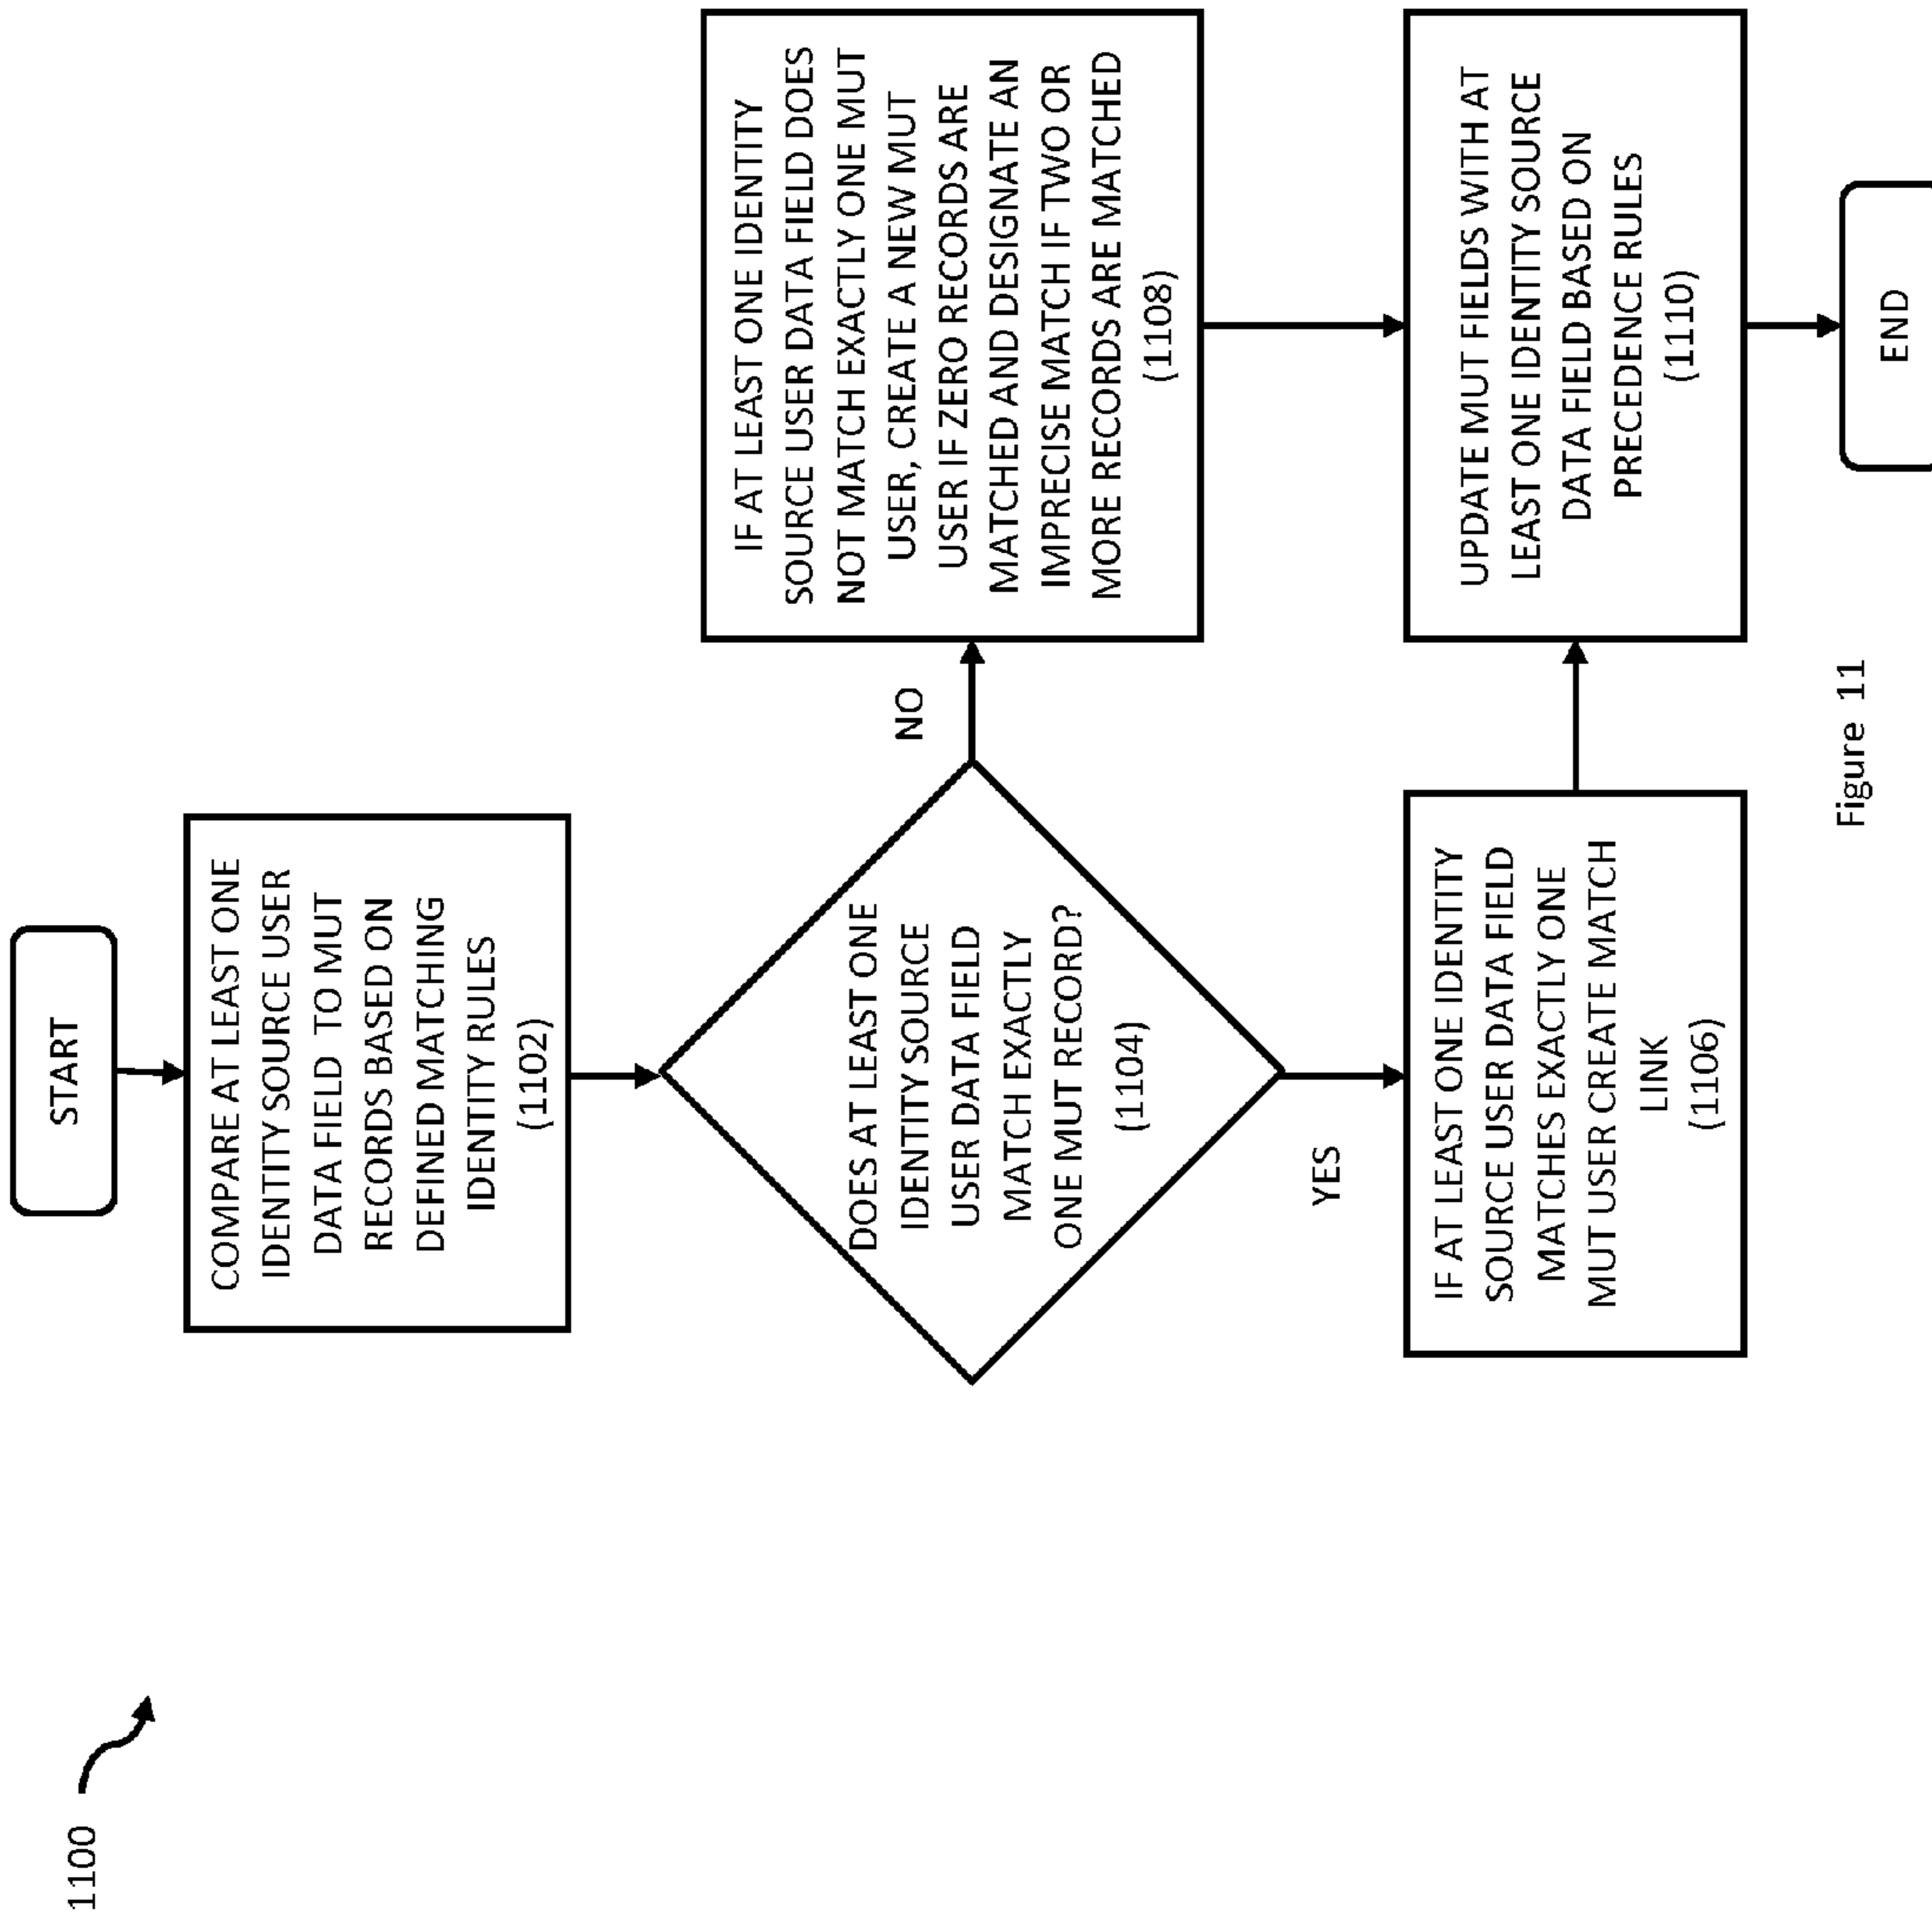 1100
START
COMPARE AT LEAST ONE
IDENTITY SOURCE USER
DATA FIELD TO MUT
RECORDS BASED ON
DEFINED MATCHING
IDENTITY RULES
(1102)
DOES AT LEAST ONE
IDENTITY SOURCE
USER DATA FIELD
MATCH EXACTLY
ONE MUT RECORD?
(1104)
NO
IF AT LEAST ONE IDENTITY
SOURCE USER DATA FIELD DOES
NOT MATCH EXACTLY ONE MUT
USER, CREATE A NEW MUT
USER IF ZERO RECORDS ARE
MATCHED AND DESIGNATE AN
IMPRECISE MATCH IF TWO OR
MORE RECORDS ARE MATCHED
(1108)
YES
IF AT LEAST ONE IDENTITY
SOURCE USER DATA FIELD
MATCHES EXACTLY ONE
MUT USER CREATE MATCH
LINK
(1106)
UPDATE MUT FIELDS WITH AT
LEAST ONE IDENTITY SOURCE
DATA FIELD BASED ON
PRECEDENCE RULES
(1110)
END
Figure 11